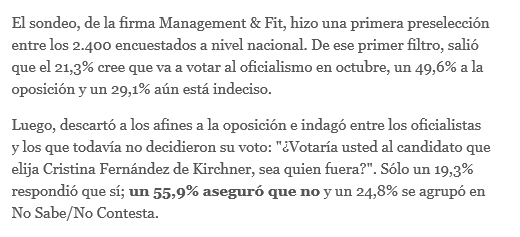 El sondeo, de la firma Management & Fit, hizo una primera preselección
entre los 2.400 encuestados a nivel nacional. De ese primer filtro, salió
que el 21,3% cree que va a votar al oficialismo en octubre, un 49,6% a la
oposición y un 29,1% aún está indeciso.
Luego, descartó a los afines a la oposición e indagó entre los oficialistas
y los que todavía no decidieron su voto: "¿Votaría usted al candidato que
elija Cristina Fernández de Kirchner, sea quien fuera?". Sólo un 19,3%
respondió que sí; un 55,9% aseguró que no y un 24,8% se agrupó en
No Sabe/No Contesta.